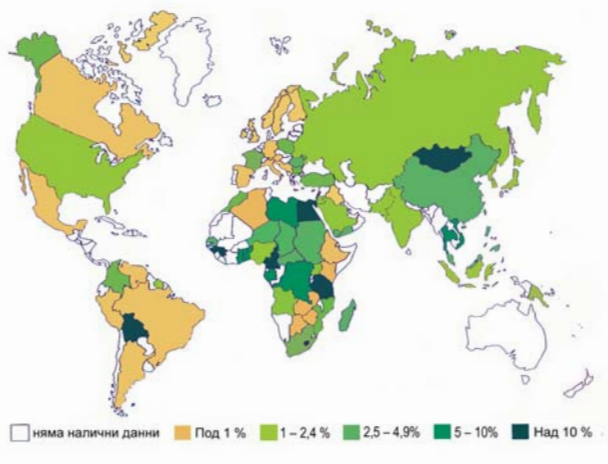 няма налични данни Под 1 % 1 – 2,4 % 2,5 – 4,9% 5 – 10% Над 10 %